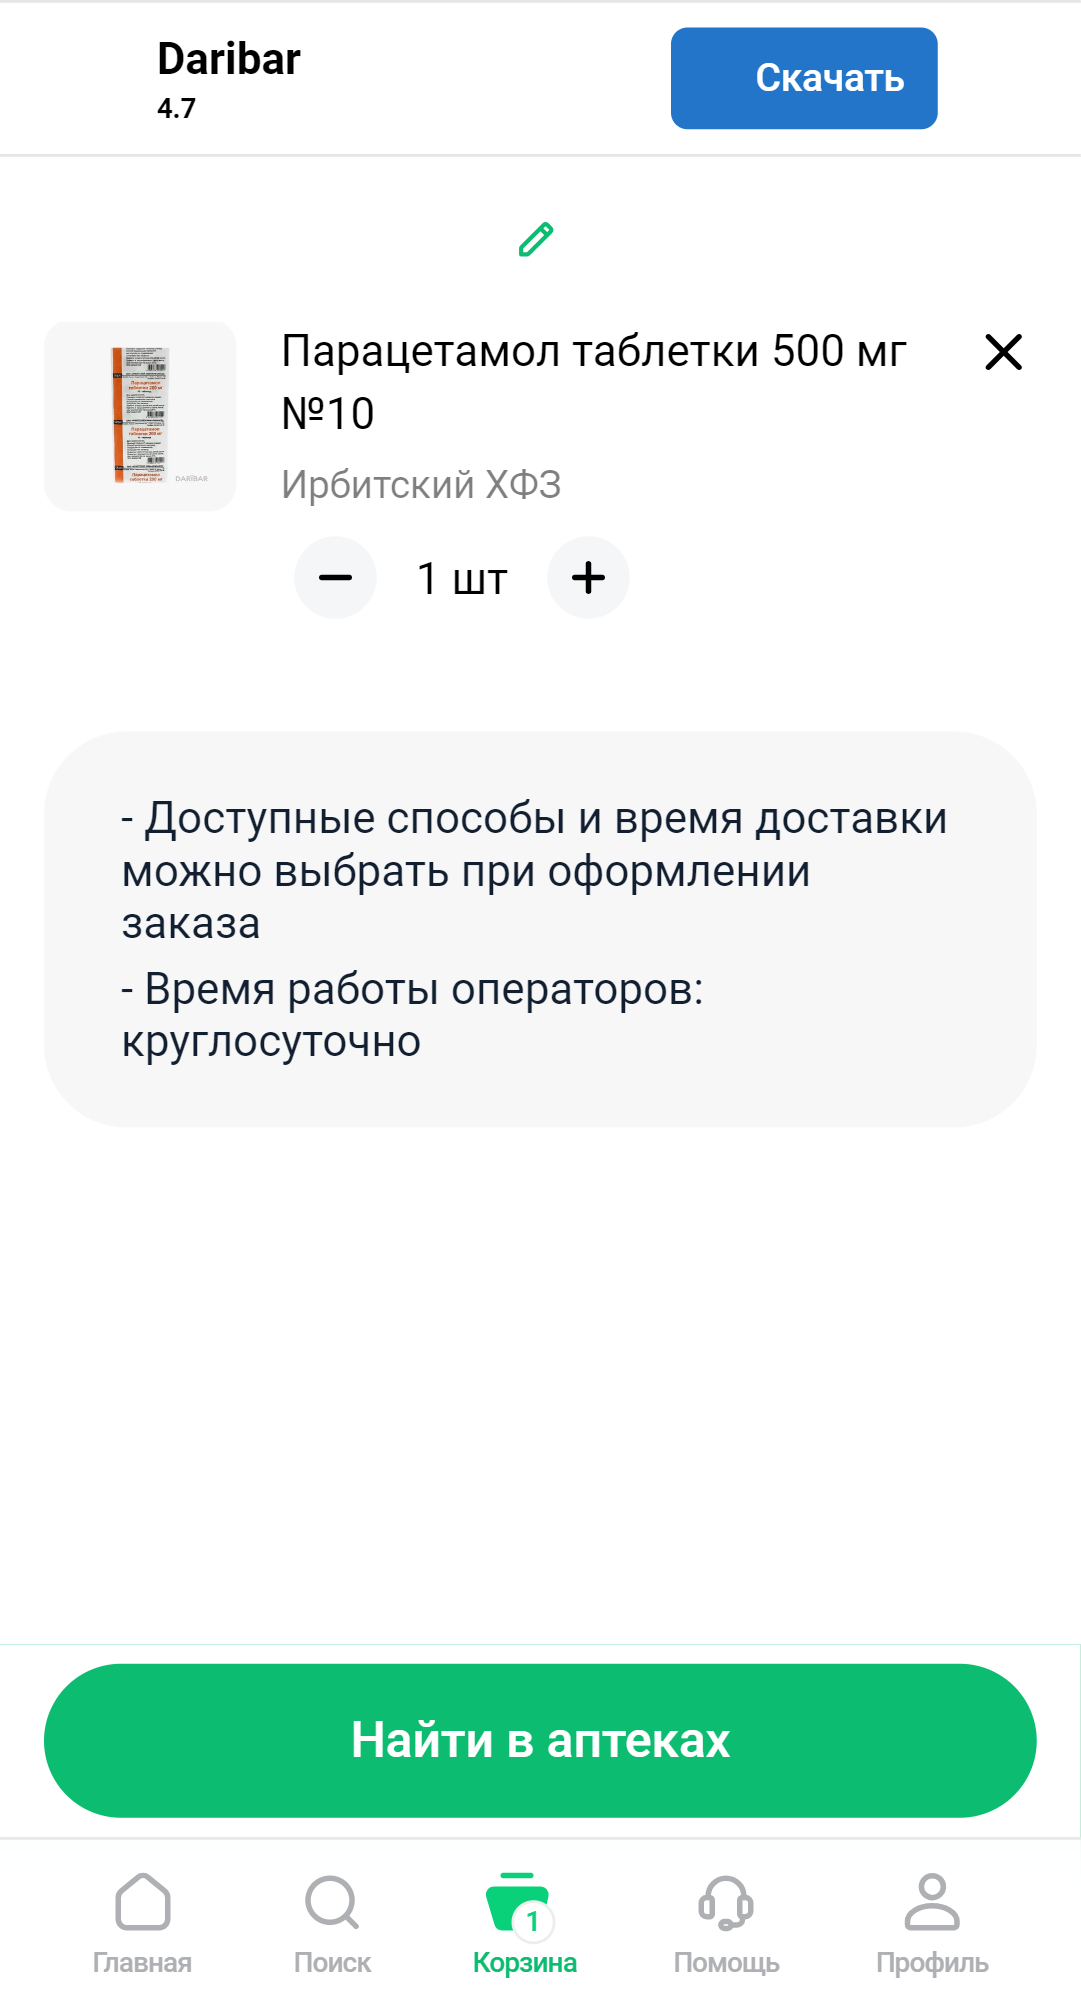 Daribar
4.7
Скачать
Парацетамол таблетки 500 мг
№10
Ирбитский ХФЗ
1 шт
DARIBAR
- Доступные способы и время доставки
можно выбрать при оформлении
заказа
- Время работы операторов:
круглосуточно
Найти в аптеках
1
Главная
Поиск
Корзина
Помощь
Профиль